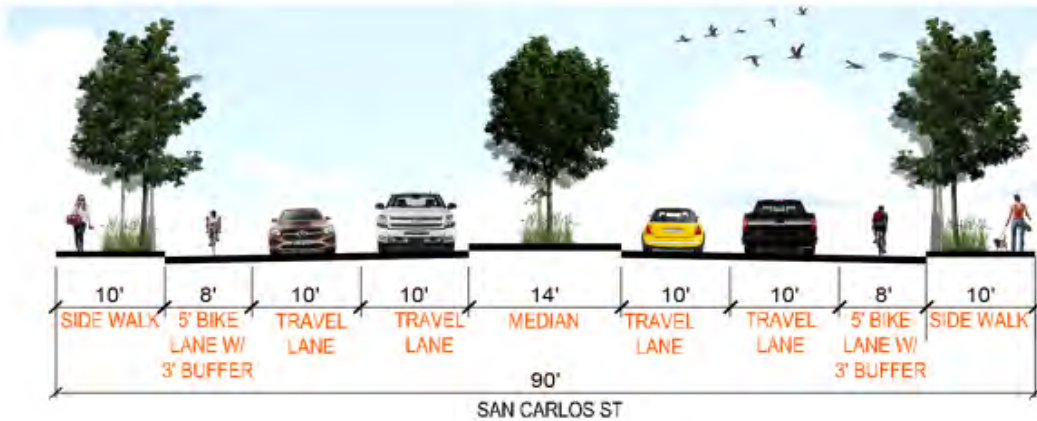 10' 8' 10' 10' 14' 10' 10' 8' 10'
SIDE WALK 5' BIKE TRAVEL TRAVEL MEDIAN TRAVEL TRAVEL 5' BIKE SIDE WALK
LANE W/ LANE LANE LANE LANE LANE W/
3' BUFFER 3' BUFFER
90'
SAN CARLOS ST